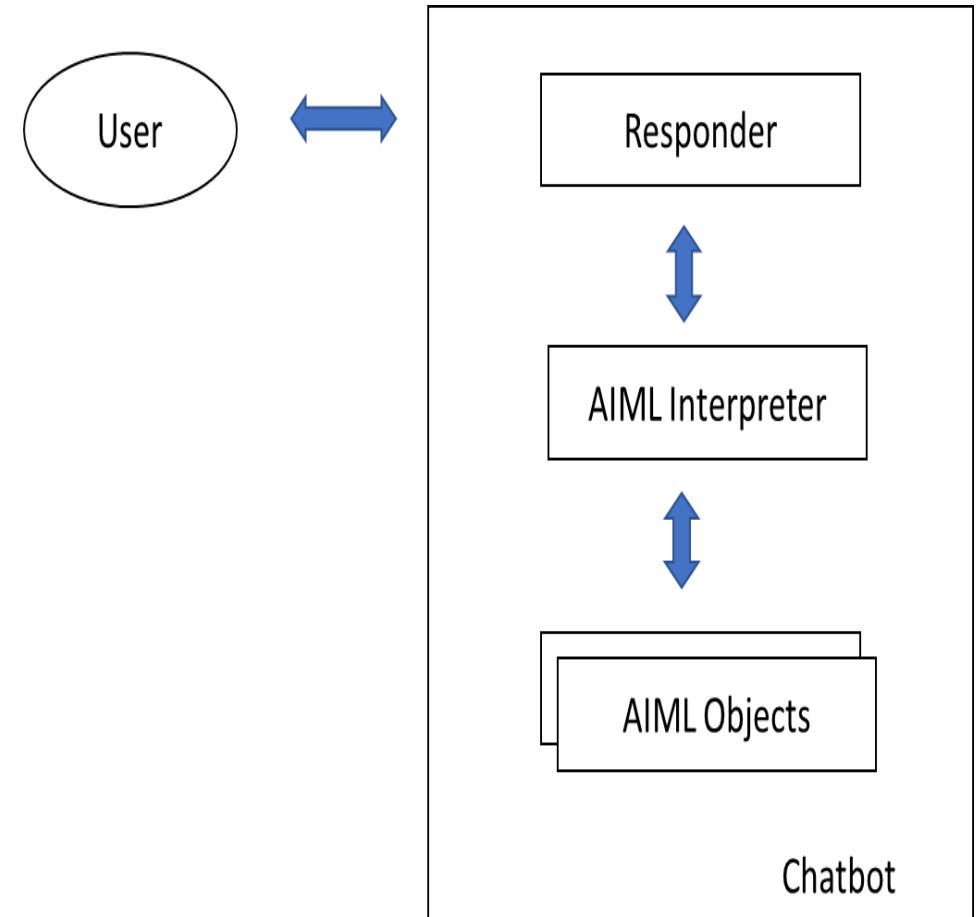 User
Responder
AIML Interpreter
AIML Objects
Chatbot